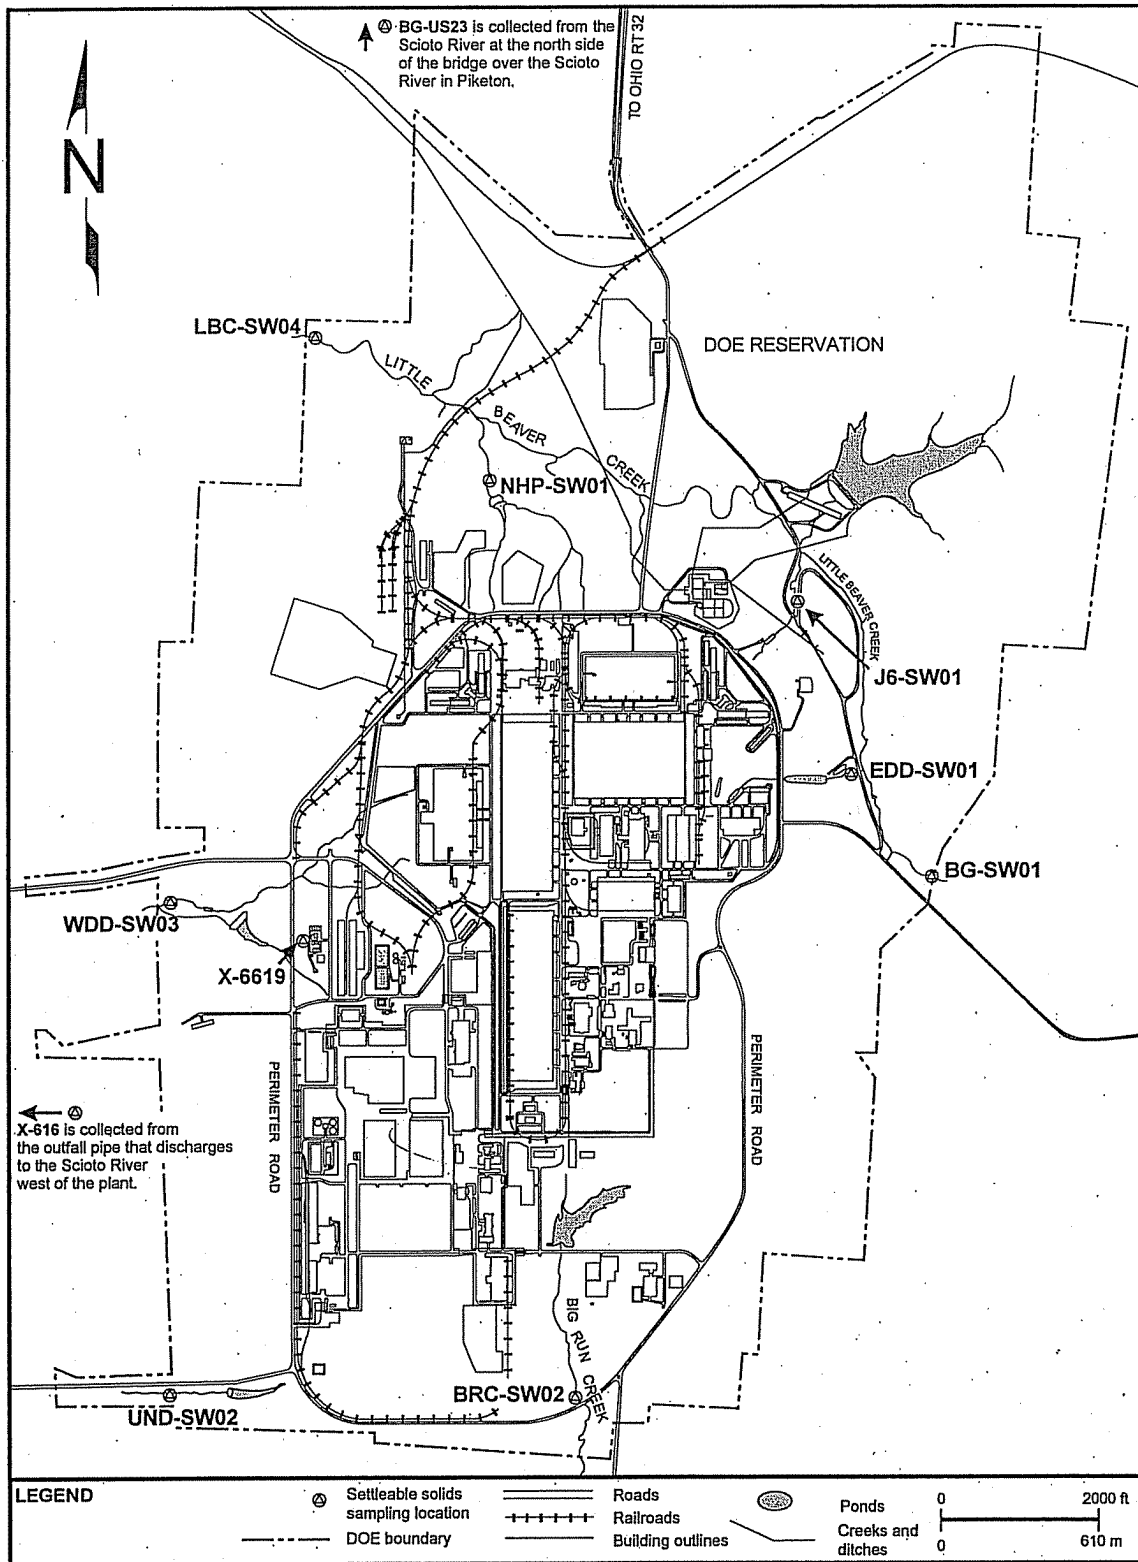 BG-US23 is collected from the
Scioto River at the north side
of the bridge over the Scioto
River in Piketon.
TO OHIO RT 32
N
LBC-SW04
DOE RESERVATION
LITTLE
BEAVER
CREEK
NHP-SW01
LITTLE BEAVER CREEK
J6-SW01
EDD-SW01
BG-SW01
WDD-SW03
X-6619
PERIMETER ROAD
PERIMETER ROAD
X-616 is collected from
the outfall pipe that discharges
to the Scioto River
west of the plant.
BIG RUN CREEK
BRC-SW02
UND-SW02
LEGEND
Settleable solids
sampling location
DOE boundary
Roads
Railroads
Building outlines
Ponds
Creeks and
ditches
0 2000 ft
0 610 m